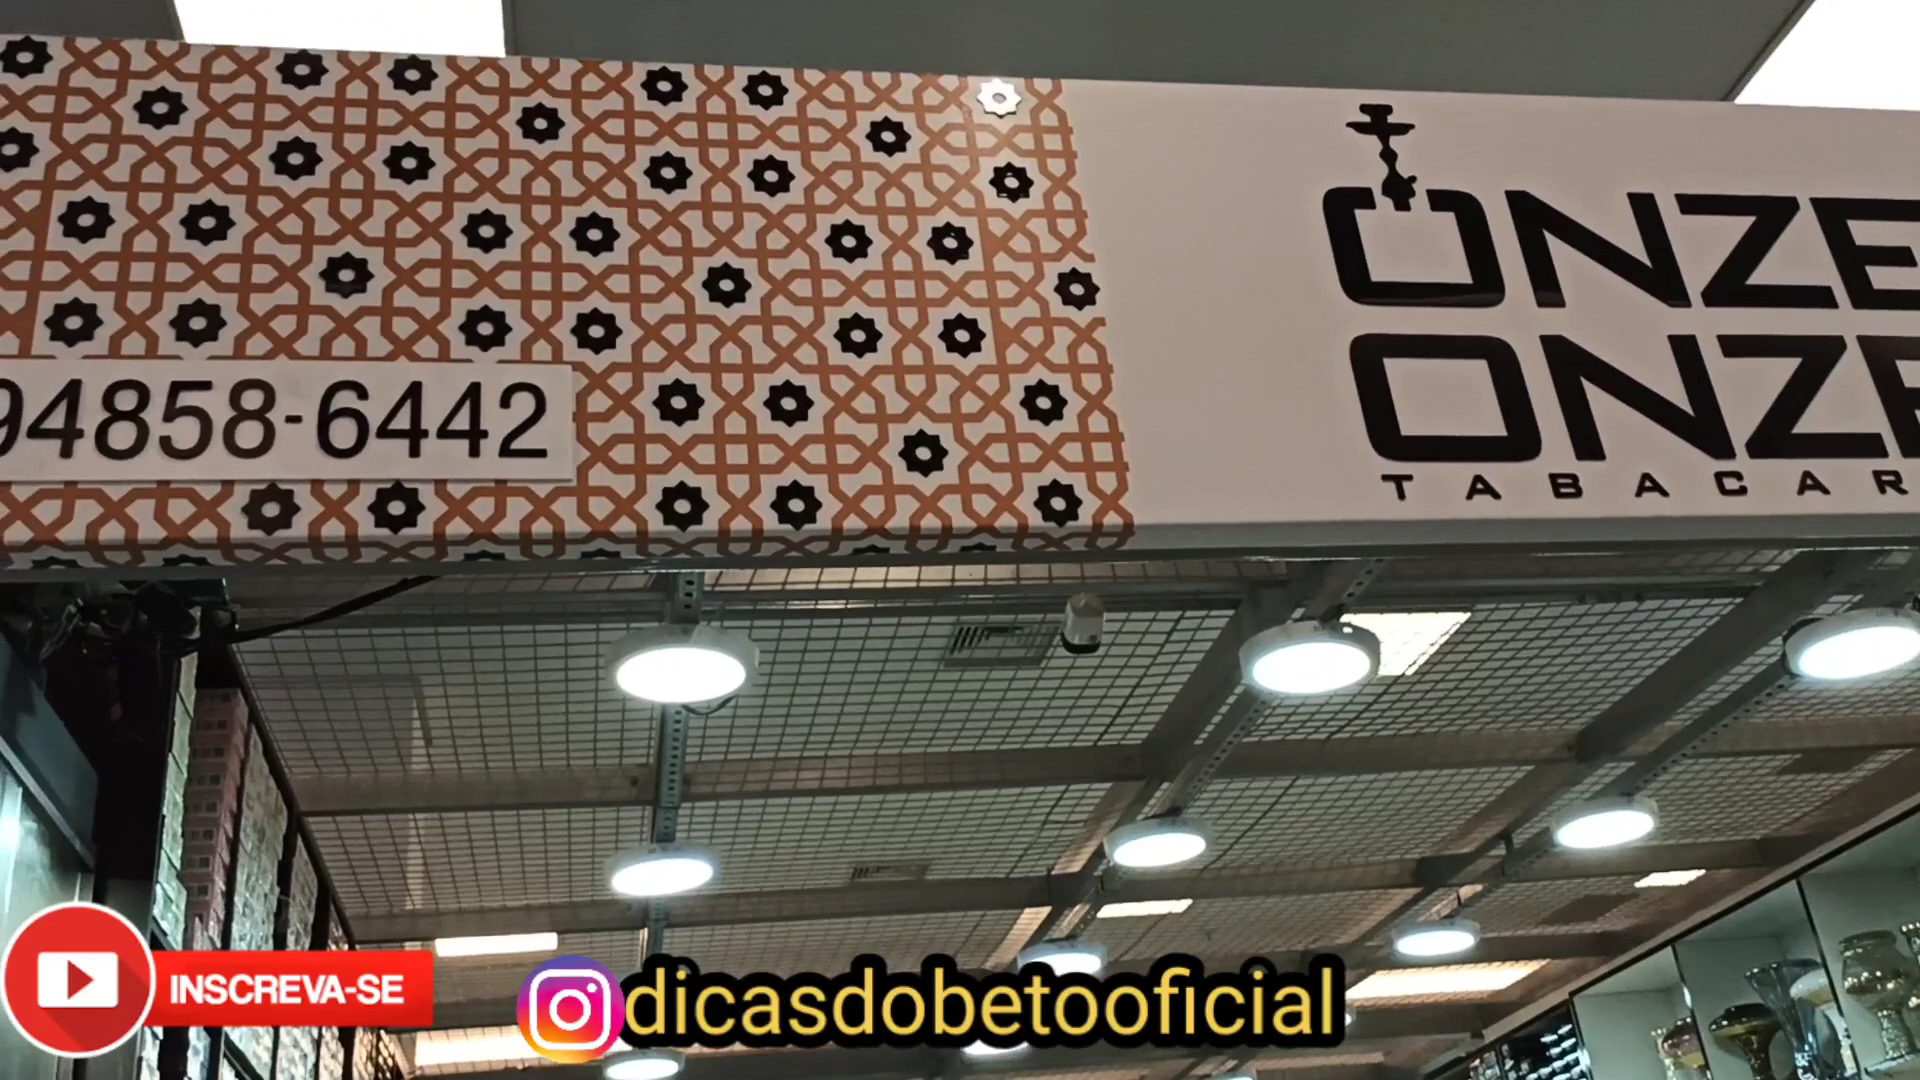 94858-6442
ONZE
ONZE
TABACAR
INSCREVA-SE
dicasdobetooficial